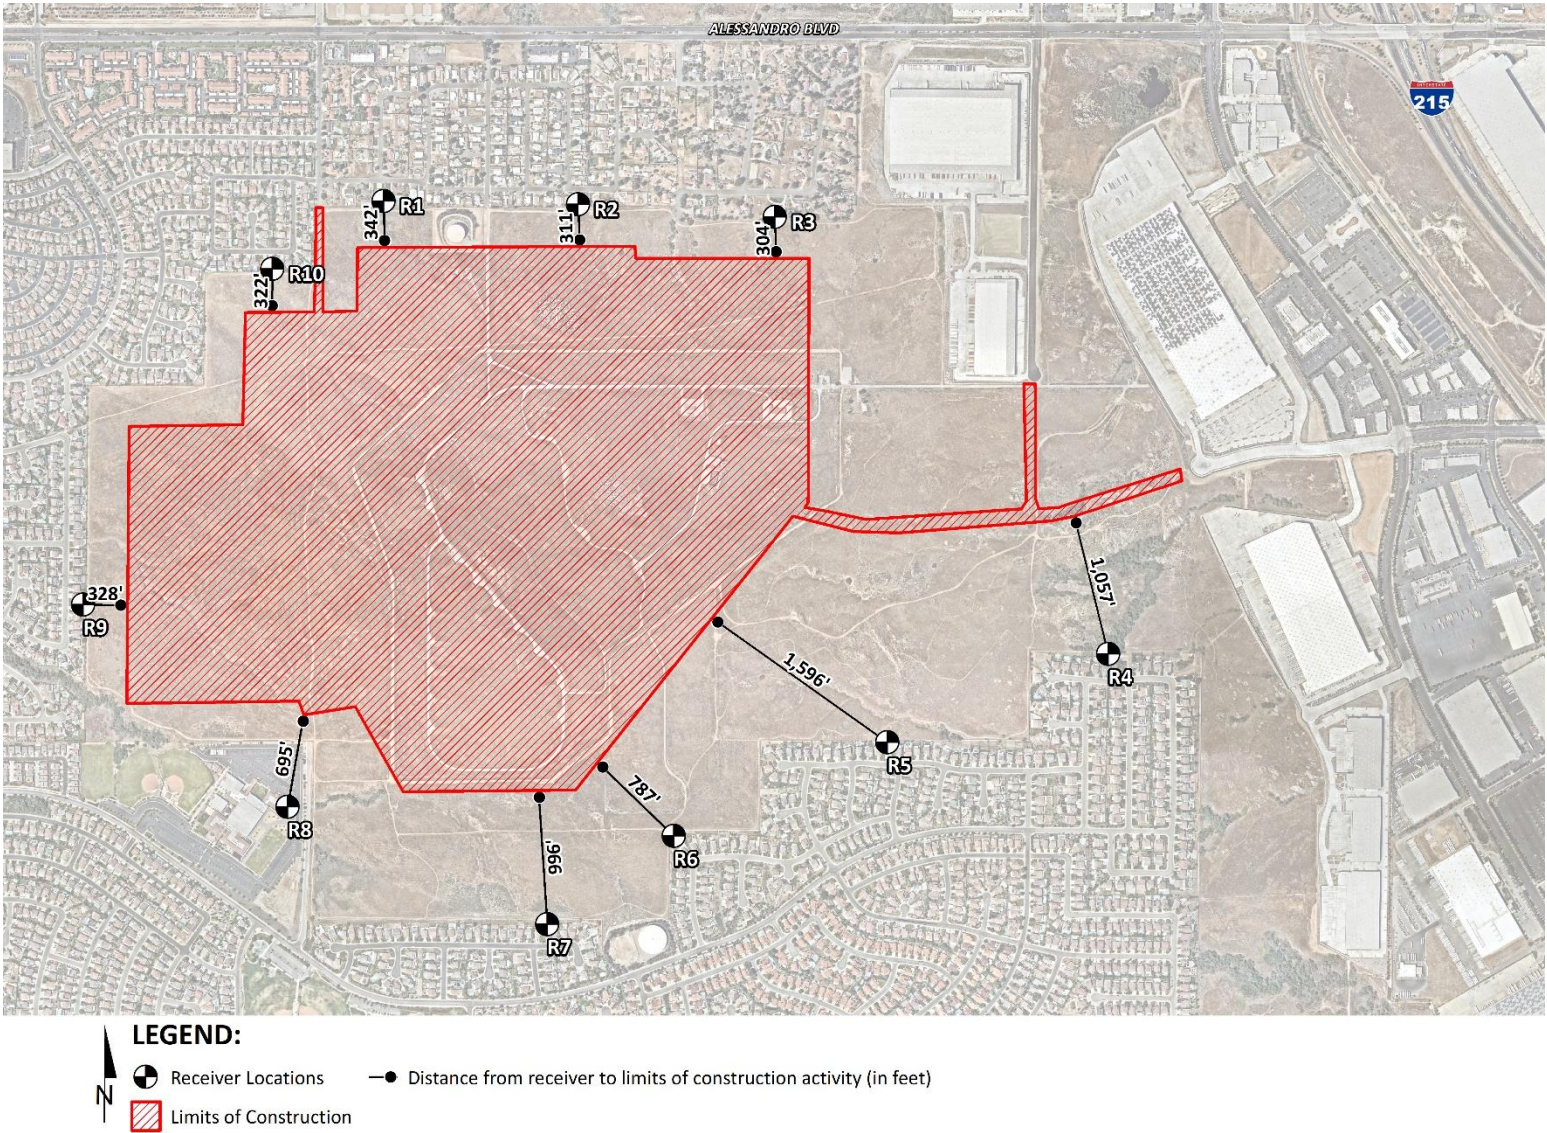 ALESSANDRO BLVD
INTERSTATE
215
342'
R1
311'
R2
304'
R3
322'
R10
328'
R9
1,057'
R4
1,596'
R5
695'
R8
787'
R6
996'
R7
LEGEND:
N
Receiver Locations
Distance from receiver to limits of construction activity (in feet)
Limits of Construction